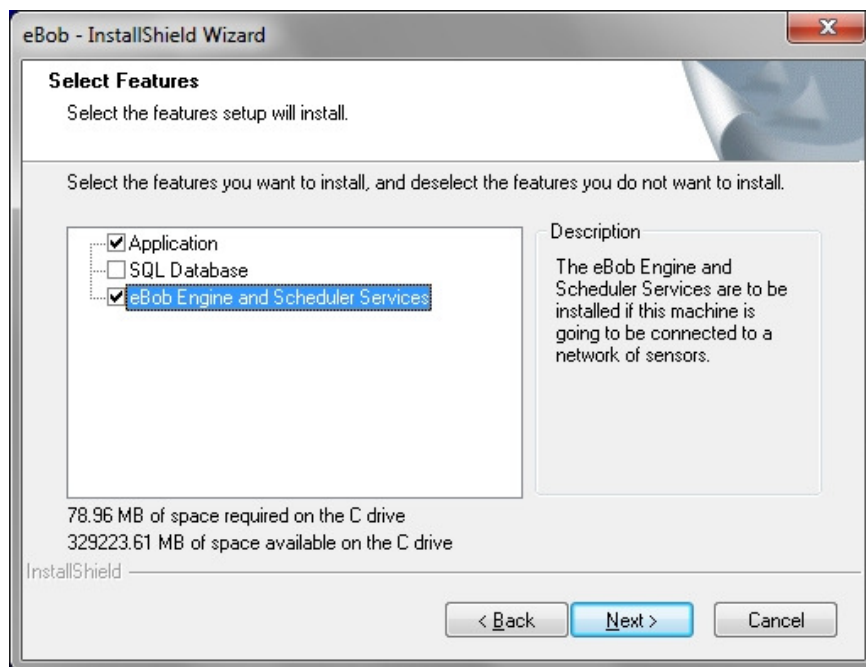 eBob - InstallShield Wizard
Select Features
Select the features setup will install.
Select the features you want to install, and deselect the features you do not want to install.
Application
SQL Database
eBob Engine and Scheduler Services
Description
The eBob Engine and
Scheduler Services are to be
installed if this machine is
going to be connected to a
network of sensors.
78.96 MB of space required on the C drive
329223.61 MB of space available on the C drive
InstallShield
< Back
Next >
Cancel